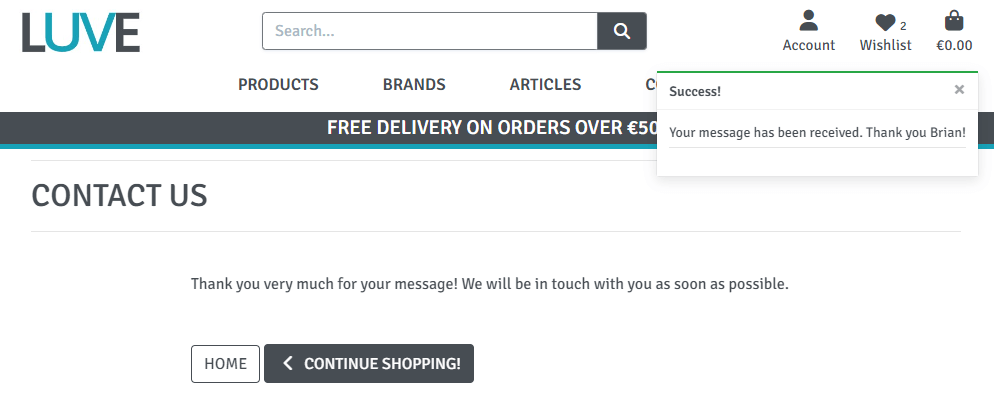 LUVE
Search...
Account
Wishlist 2
€0.00
PRODUCTS BRANDS ARTICLES
Success! ×
FREE DELIVERY ON ORDERS OVER €50
Your message has been received. Thank you Brian!
CONTACT US
Thank you very much for your message! We will be in touch with you as soon as possible.
HOME
CONTINUE SHOPPING!